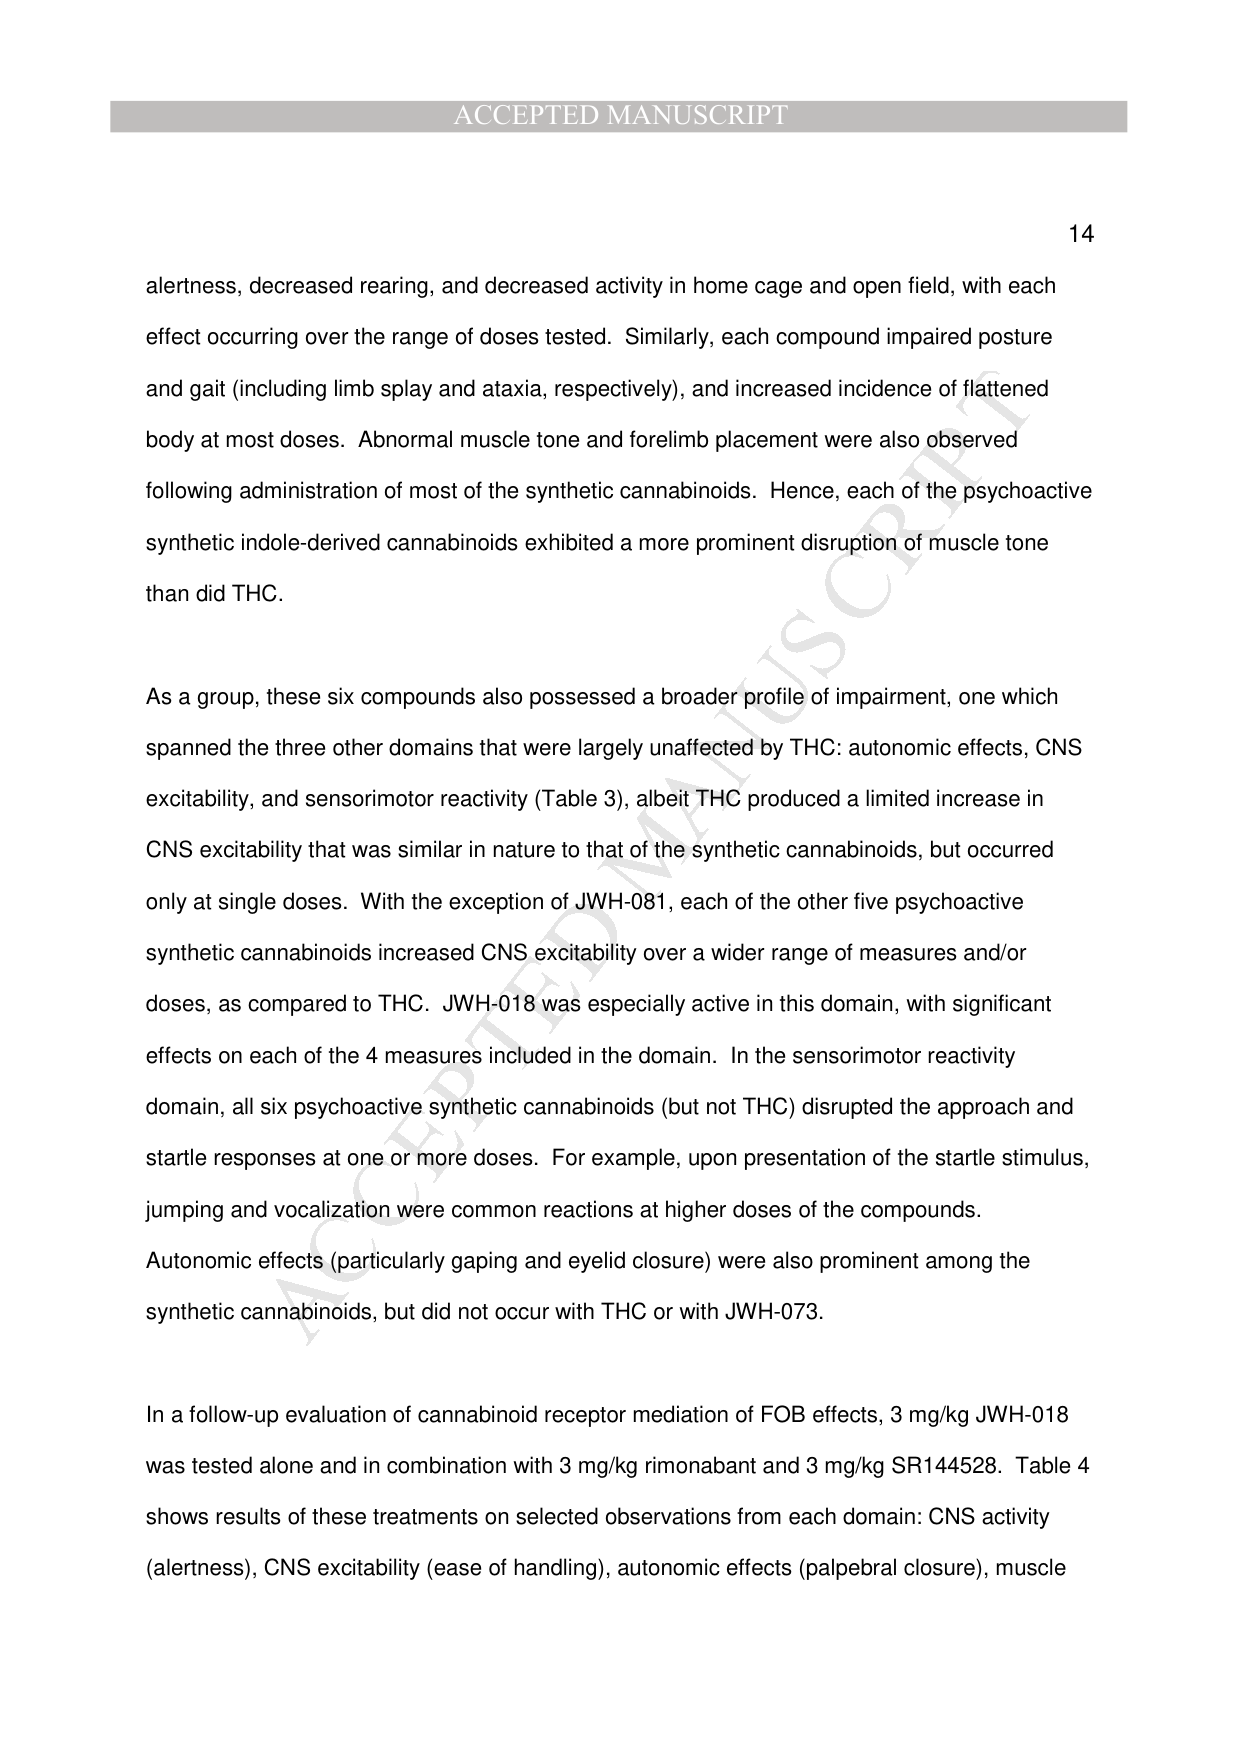 ACCEPTED MANUSCRIPT
14
alertness, decreased rearing, and decreased activity in home cage and open field, with each
effect occurring over the range of doses tested.  Similarly, each compound impaired posture
and gait (including limb splay and ataxia, respectively), and increased incidence of flattened
body at most doses.  Abnormal muscle tone and forelimb placement were also observed
following administration of most of the synthetic cannabinoids.  Hence, each of the psychoactive
synthetic indole-derived cannabinoids exhibited a more prominent disruption of muscle tone
than did THC.
As a group, these six compounds also possessed a broader profile of impairment, one which
spanned the three other domains that were largely unaffected by THC: autonomic effects, CNS
excitability, and sensorimotor reactivity (Table 3), albeit THC produced a limited increase in
CNS excitability that was similar in nature to that of the synthetic cannabinoids, but occurred
only at single doses.  With the exception of JWH-081, each of the other five psychoactive
synthetic cannabinoids increased CNS excitability over a wider range of measures and/or
doses, as compared to THC.  JWH-018 was especially active in this domain, with significant
effects on each of the 4 measures included in the domain.  In the sensorimotor reactivity
domain, all six psychoactive synthetic cannabinoids (but not THC) disrupted the approach and
startle responses at one or more doses.  For example, upon presentation of the startle stimulus,
jumping and vocalization were common reactions at higher doses of the compounds.
Autonomic effects (particularly gaping and eyelid closure) were also prominent among the
synthetic cannabinoids, but did not occur with THC or with JWH-073.
In a follow-up evaluation of cannabinoid receptor mediation of FOB effects, 3 mg/kg JWH-018
was tested alone and in combination with 3 mg/kg rimonabant and 3 mg/kg SR144528.  Table 4
shows results of these treatments on selected observations from each domain: CNS activity
(alertness), CNS excitability (ease of handling), autonomic effects (palpebral closure), muscle
ACCEPTED MANUSCRIPT